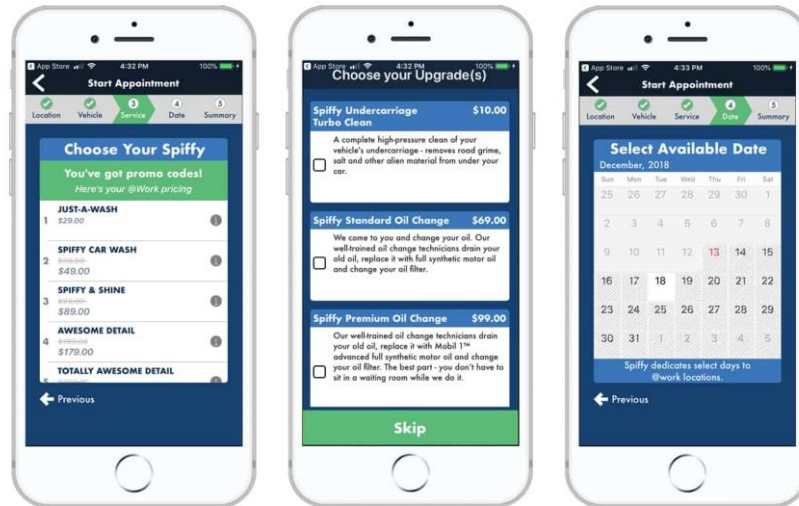 App Store 4:32 PM 100%
Start Appointment
3 4 5
Location Vehicle Service Date Summary
Choose Your Spiffy
You've got promo codes!
Here's your @Work pricing
JUST-A-WASH
1 $29.00
SPIFFY CAR WASH
2
$49.00
SPIFFY & SHINE
3
$89.00
AWESOME DETAIL
4
$179.00
TOTALLY AWESOME DETAIL
Previous
App Store 4:32 PM 100%
Choose your Upgrade(s)
Spiffy Undercarriage $10.00
Turbo Clean
A complete high-pressure clean of your
vehicle's undercarriage - removes road grime,
salt and other alien material from under your
car.
Spiffy Standard Oil Change $69.00
We come to you and change your oil. Our
well-trained oil change technicians drain your
old oil, replace it with full synthetic motor oil
and change your oil filter.
Spiffy Premium Oil Change $99.00
Our well-trained oil change technicians drain
your old oil, replace it with Mobil 1™
advanced full synthetic motor oil and change
your oil filter. The best part - you don't have to
sit in a waiting room while we do it.
Skip
App Store 4:33 PM 100%
Start Appointment
4 5
Location Vehicle Service Date Summary
Select Available Date
December, 2018
Sun Mon Tue Wed Thu Fri Sat
25 26 27 28 29 30 1
2 3 4 5 6 7 8
9 10 11 12 13 14 15
16 17 18 19 20 21 22
23 24 25 26 27 28 29
30 31 1 2 3 4 5
Spiffy dedicates select days to
@work locations.
Previous